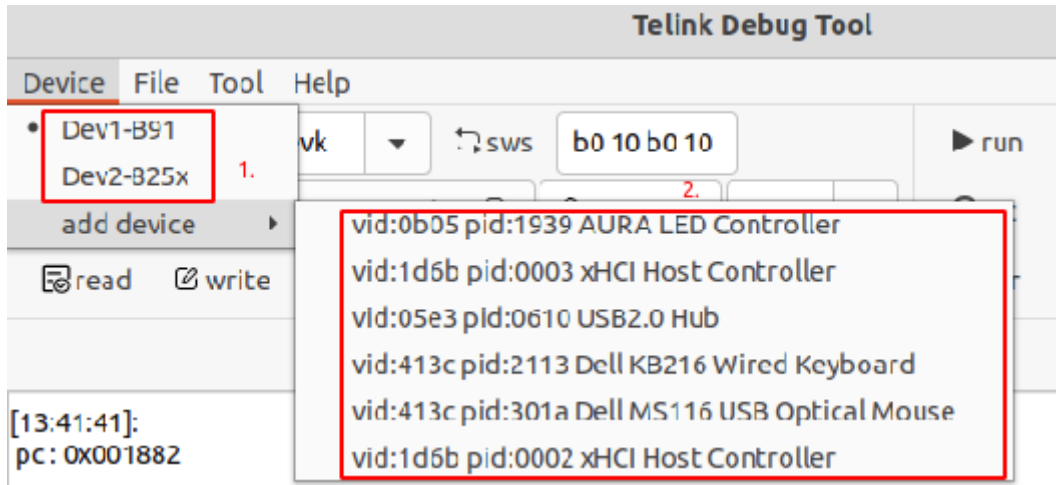 Telink Debug Tool
Device File Tool Help
• Dev1-B91
vk sws b0 10 b0 10 run
Dev2-B25x
1.
2.
add device
vid:0b05 pid:1939 AURA LED Controller
read write
vid:1d6b pid:0003 xHCI Host Controller
vid:05e3 pid:0610 USB2.0 Hub
vid:413c pid:2113 Dell KB216 Wired Keyboard
vid:413c pid:301a Dell MS116 USB Optical Mouse
vid:1d6b pid:0002 xHCI Host Controller
[13:41:41]:
pc: 0x001882